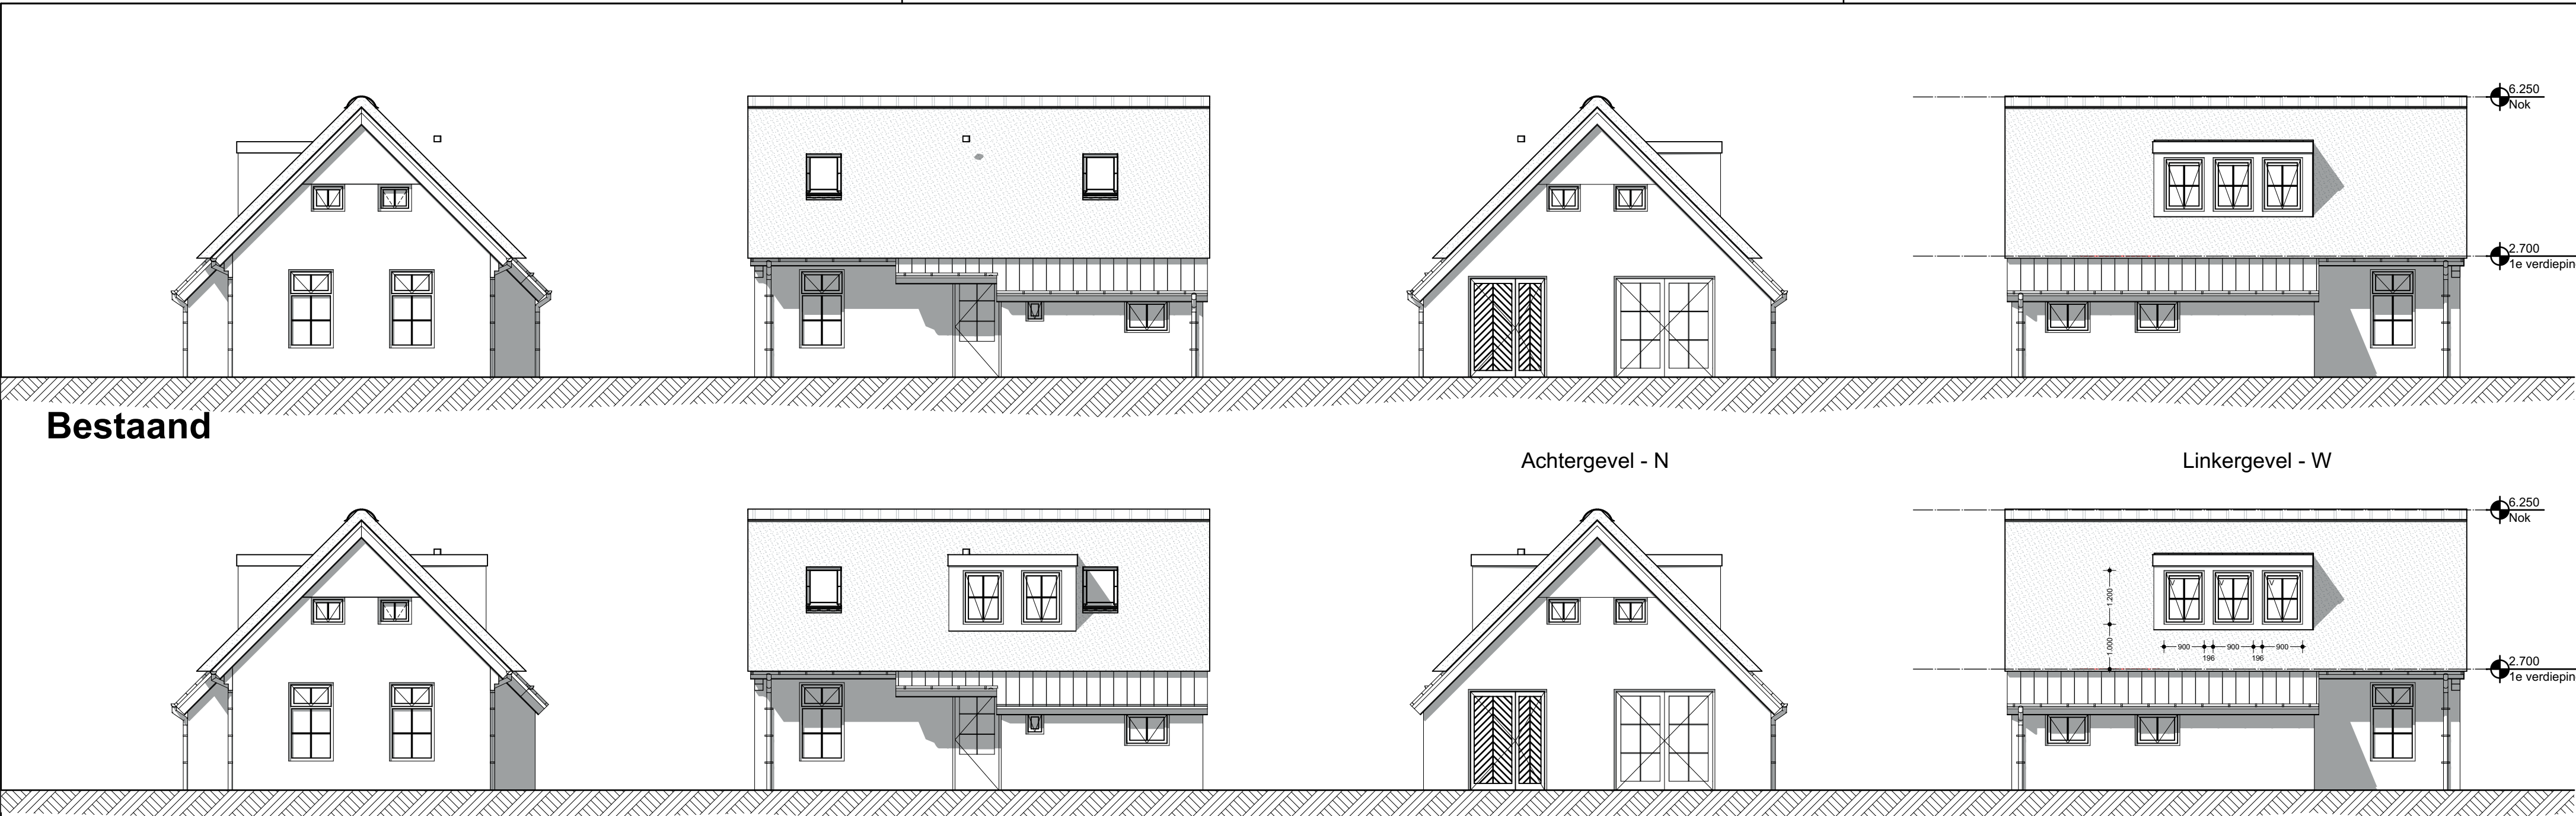 6.250
Nok
2.700
1e verdiepin
Bestaand
Achtergevel - N
Linkergevel - W
6.250
Nok
1.200
1.000
900 900 900
196 196
2.700
1e verdiepin